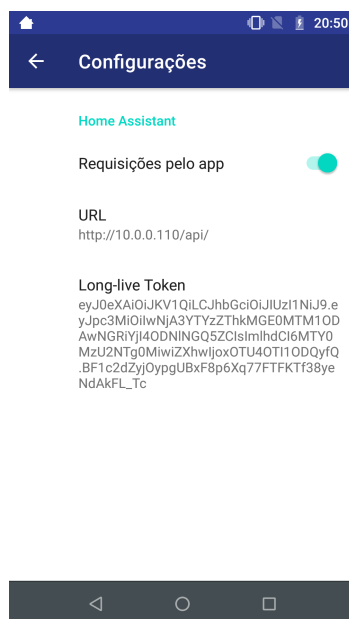 20:50
Configurações
Home Assistant
Requisições pelo app
URL
http://10.0.0.110/api/
Long-live Token
eyJ0eXAiOiJKV1QiLCJhbGciOiJIUzI1NiJ9.e
yJpc3MiOiIwNjA3YTYzZThkMGE0MTM1OD
AwNGRiYjI4ODNlNGQ5ZCIsImlhdCI6MTY0
MzU2NTg0MiwiZXhwIjoxOTU4OTI1ODQyfQ
.BF1c2dZyjOypgUBxF8p6Xq77FTFKTf38ye
NdAkFL_Tc